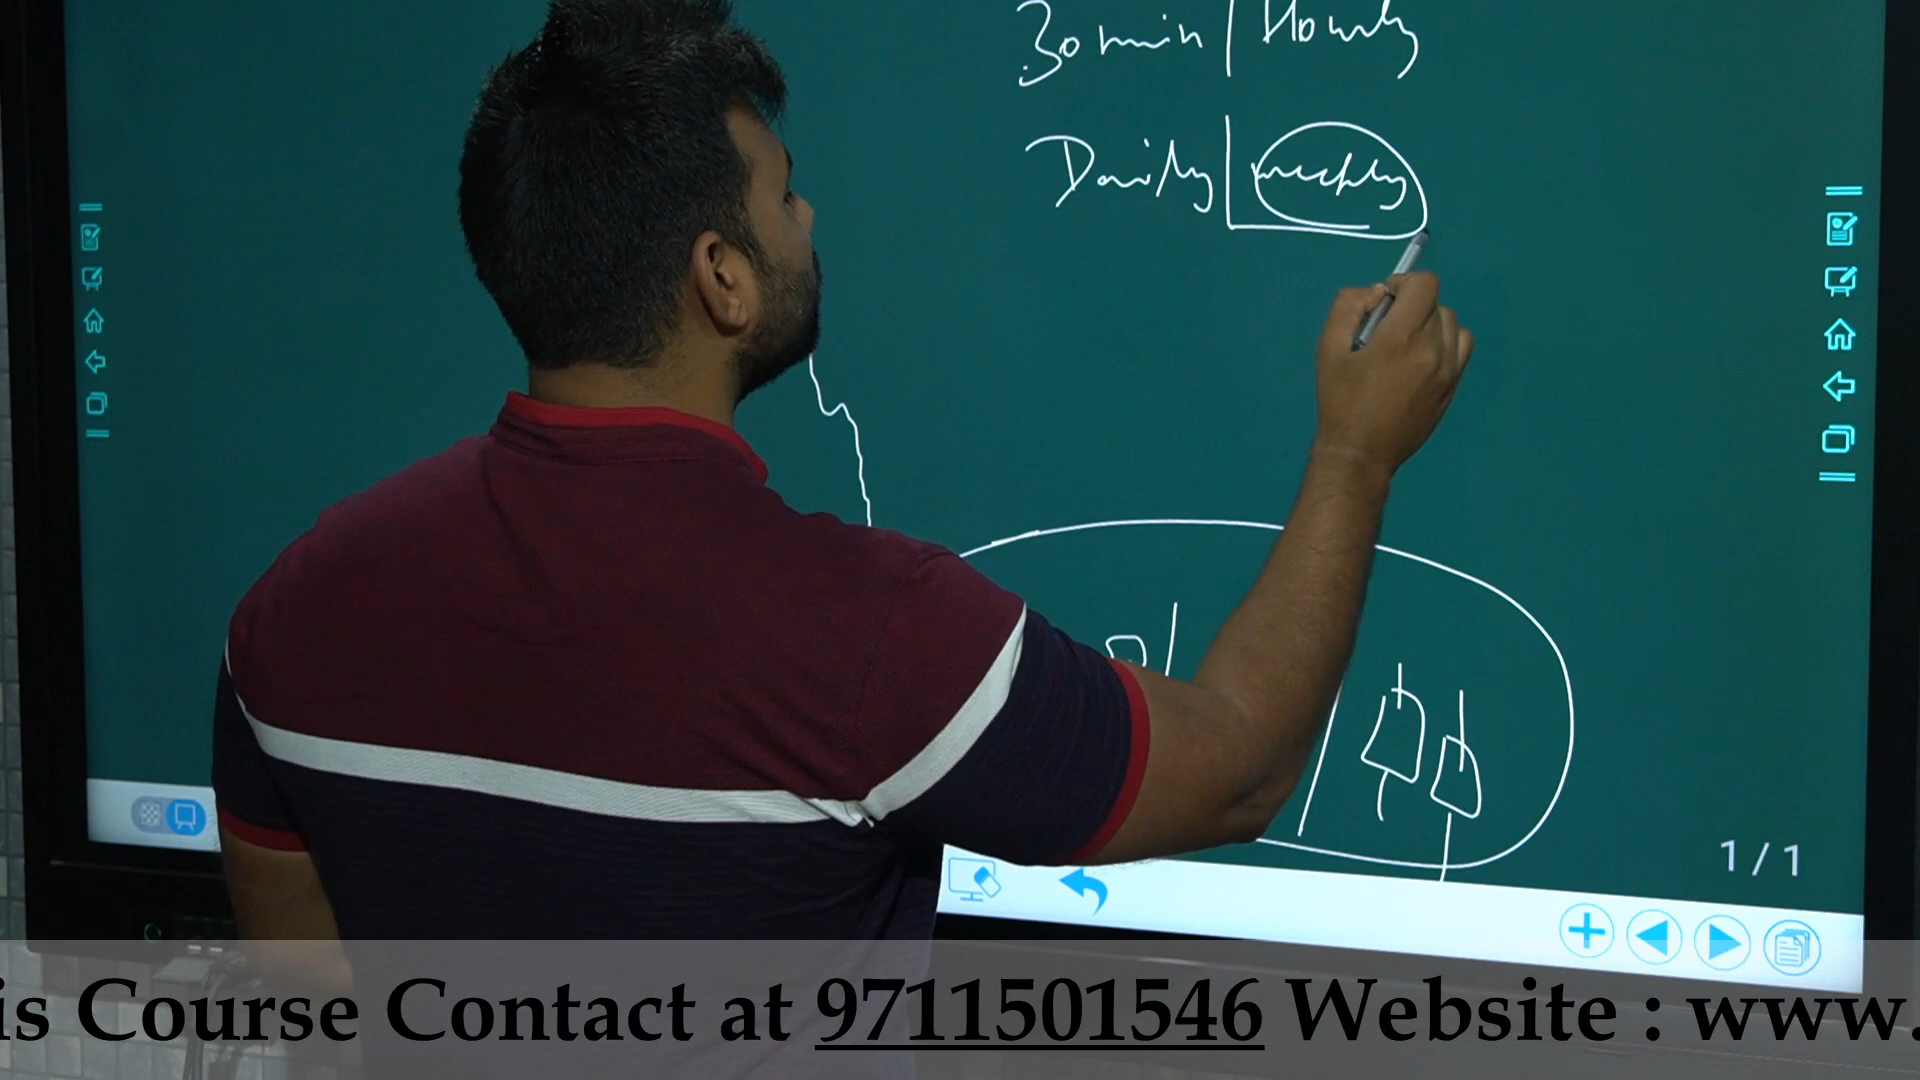 30 min | Hourly
Daily | weekly
1/1
is Course Contact at 9711501546 Website : www.